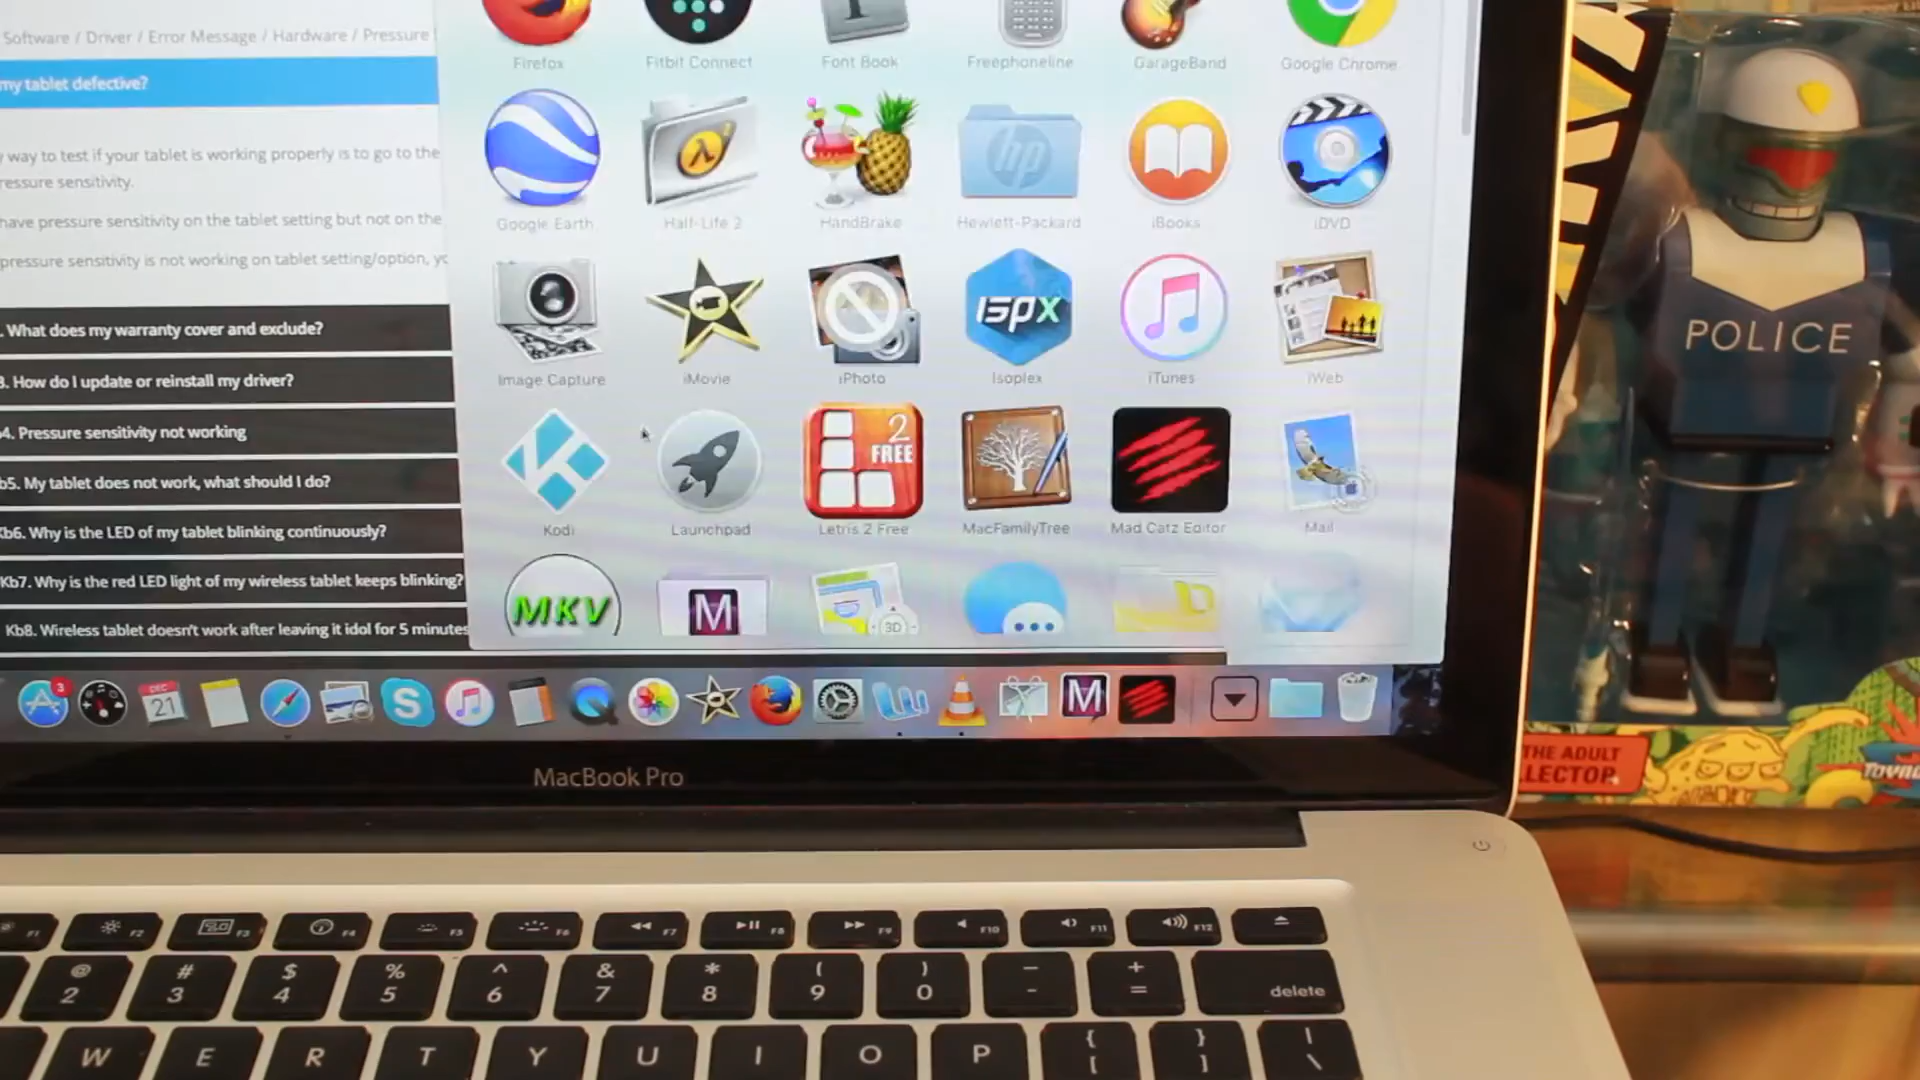 Software / Driver / Error Message / Hardware / Pressure
my tablet defective?
way to test if your tablet is working properly is to go to the
ressure sensitivity.
have pressure sensitivity on the tablet setting but not on the
pressure sensitivity is not working on tablet setting/option,
. What does my warranty cover and exclude?
3. How do I update or reinstall my driver?
4. Pressure sensitivity not working
b5. My tablet does not work, what should I do?
Kb6. Why is the LED of my tablet blinking continuously?
Kb7. Why is the red LED light of my wireless tablet keeps blinking?
Kb8. Wireless tablet doesn't work after leaving it idol for 5 minutes
Firefox Fitbit Connect Font Book Freephoneline GarageBand Google Chrome
hp
Google Earth Half-Life 2 HandBrake Hewlett-Packard iBooks iDVD
ISPX
Image Capture iMovie iPhoto Isoplex iTunes iWeb
2
FREE
Kodi Launchpad Letris 2 Free MacFamilyTree Mad Catz Editor Mail
MKV M 3D
3
DEC
21
M
MacBook Pro
POLICE
THE ADULT
LLECTOR
F1 F2 F3 F4 F5 F6 F7 F8 F9 F10 F11 F12
@ # $ % ^ & * ( ) _ +
2 3 4 5 6 7 8 9 0 - = delete
W E R T Y U I O P { [ } ] | \